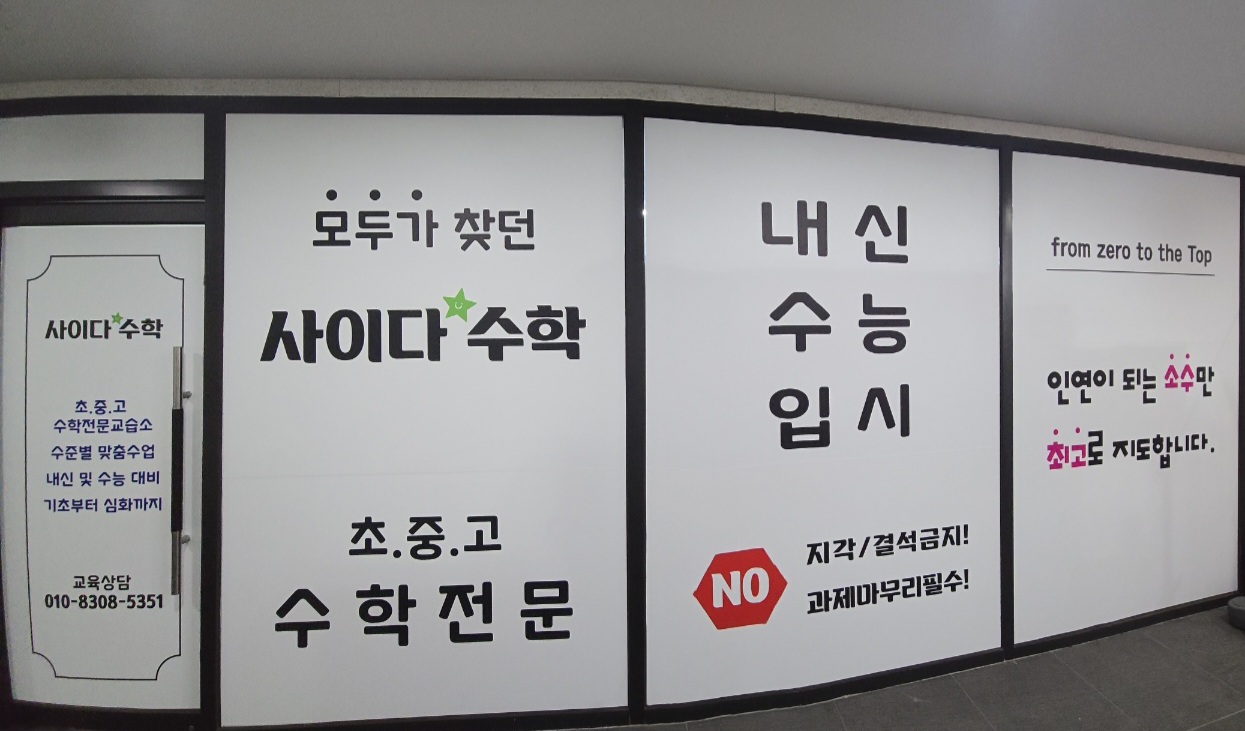 사이다수학
초.중.고
수학전문교습소
수준별 맞춤수업
내신 및 수능 대비
기초부터 심화까지
교육상담
010-8308-5351
모두가 찾던
사이다수학
초.중.고
수학전문
내신
수능
입시
NO
지각/결석금지!
과제마무리필수!
from zero to the Top
인연이 되는 소수만
최고로 지도합니다.